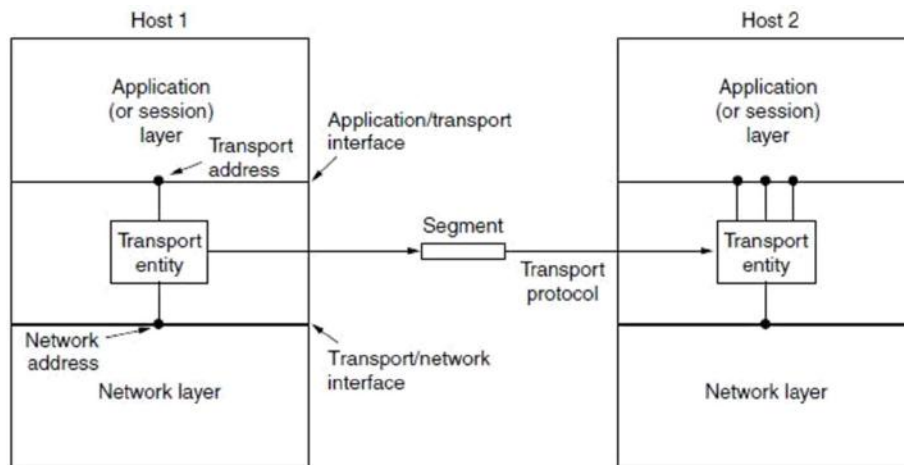 Host 1
Host 2
Application
(or session)
layer
Transport
address
Application/transport
interface
Application
(or session)
layer
Transport
entity
Segment
Transport
protocol
Transport
entity
Network
address
Transport/network
interface
Network layer
Network layer